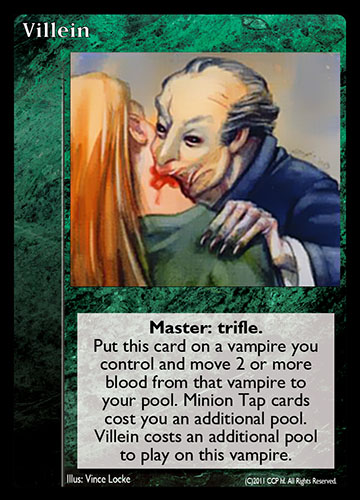 Villein
Master: trifle.
Put this card on a vampire you
control and move 2 or more
blood from that vampire to
your pool. Minion Tap cards
cost you an additional pool.
Villein costs an additional pool
to play on this vampire.
Illus: Vince Locke
(C)2011 CCP hf. All Rights Reserved.